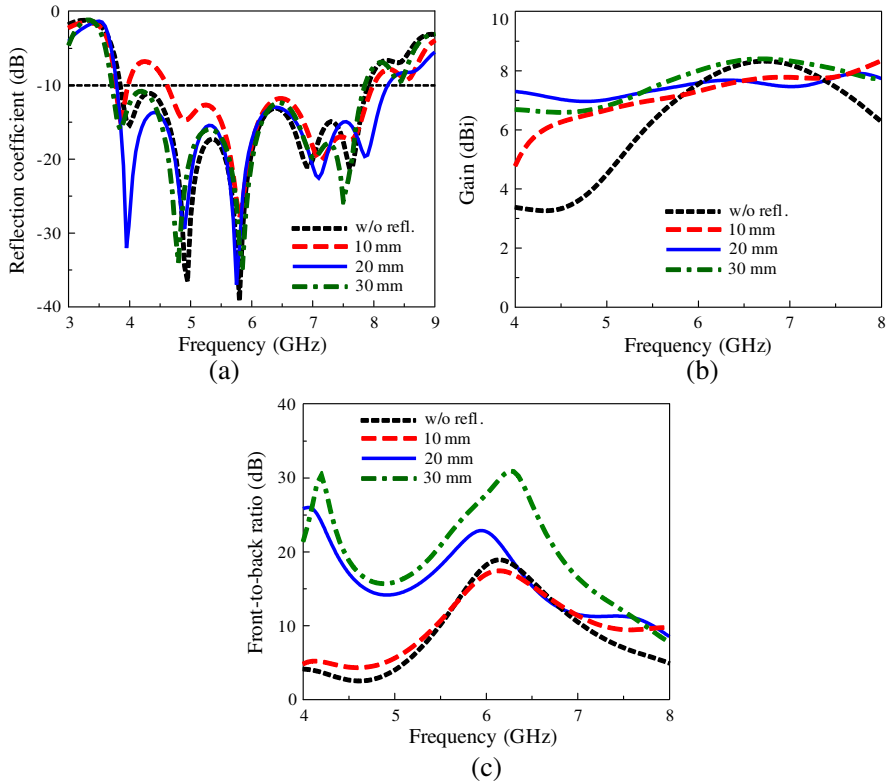 Reflection coefficient (dB)
0
-10
-20
-30
-40
3 4 5 6 7 8 9
Frequency (GHz)
w/o refl.
10 mm
20 mm
30 mm
(a)
Gain (dBi)
10
8
6
4
2
0
4 5 6 7 8
Frequency (GHz)
w/o refl.
10 mm
20 mm
30 mm
(b)
Front-to-back ratio (dB)
40
30
20
10
0
4 5 6 7 8
Frequency (GHz)
w/o refl.
10 mm
20 mm
30 mm
(c)